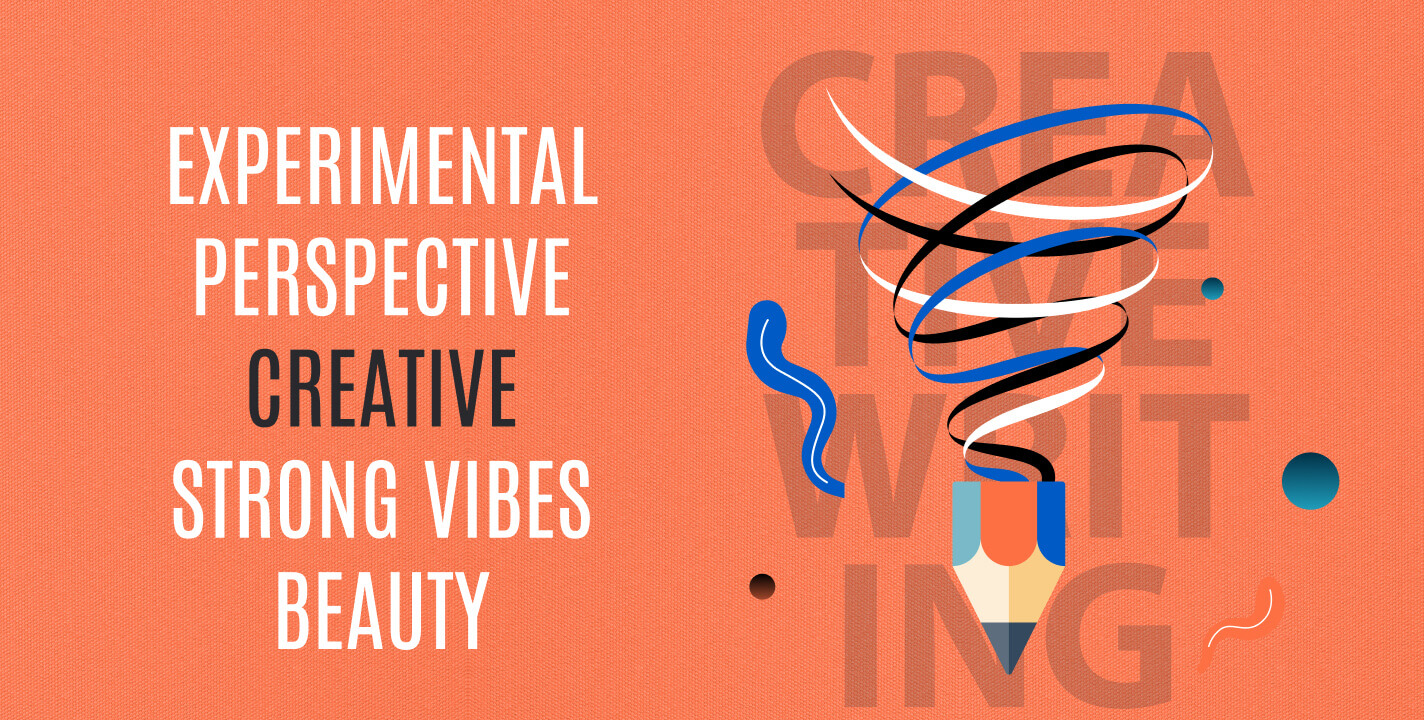 EXPERIMENTAL
PERSPECTIVE
CREATIVE
STRONG VIBES
BEAUTY
CREA
TIVE
WRIT
ING